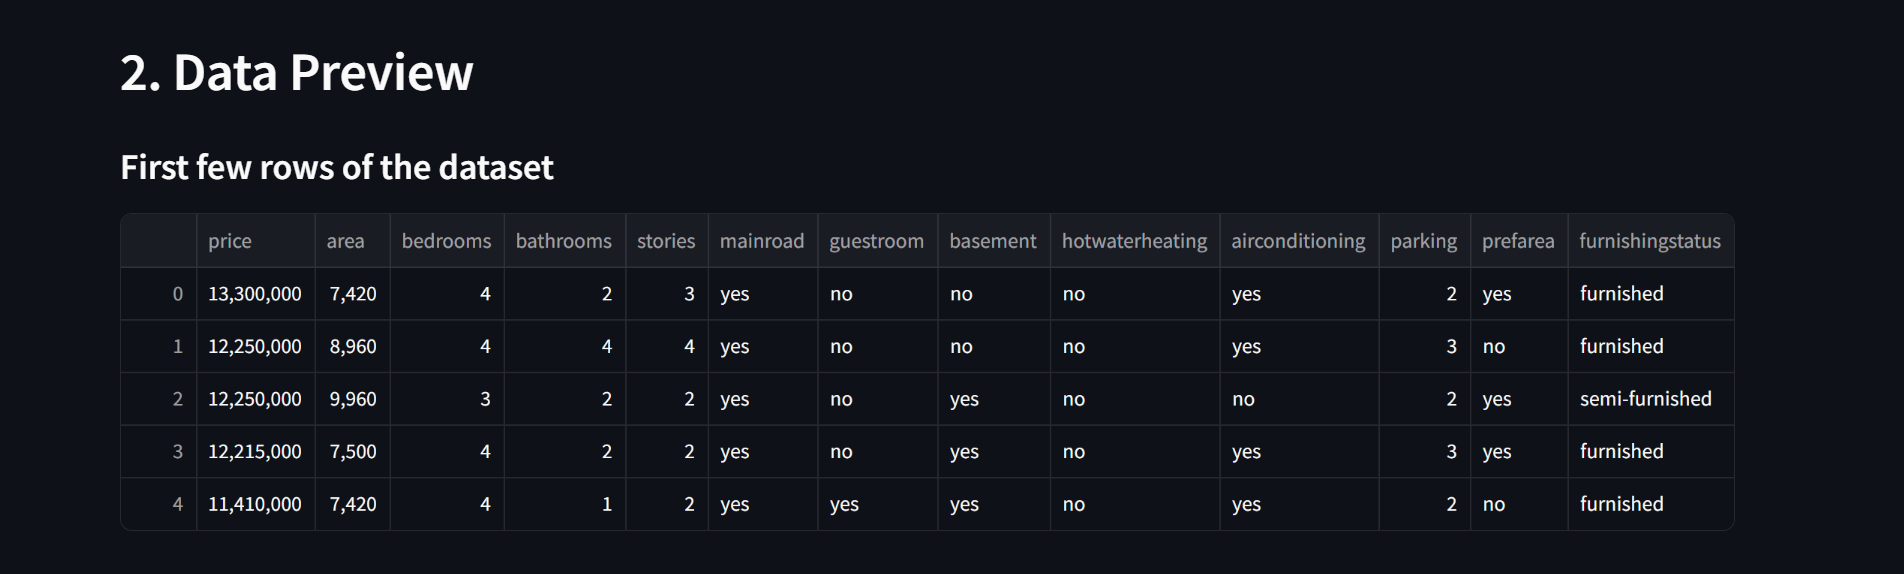 2. Data Preview
First few rows of the dataset
price area bedrooms bathrooms stories mainroad guestroom basement hotwaterheating airconditioning parking prefarea furnishingstatus
0 13,300,000 7,420 4 2 3 yes no no no yes 2 yes furnished
1 12,250,000 8,960 4 4 4 yes no no no yes 3 no furnished
2 12,250,000 9,960 3 2 2 yes no yes no no 2 yes semi-furnished
3 12,215,000 7,500 4 2 2 yes no yes no yes 3 yes furnished
4 11,410,000 7,420 4 1 2 yes yes yes no yes 2 no furnished